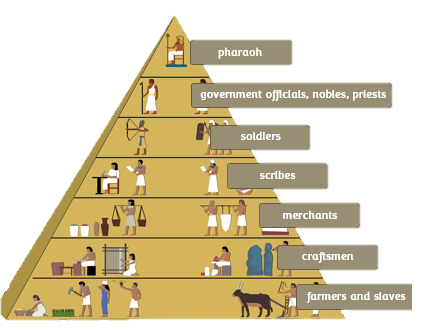 pharaoh
government officials, nobles, priests
soldiers
scribes
merchants
craftsmen
farmers and slaves